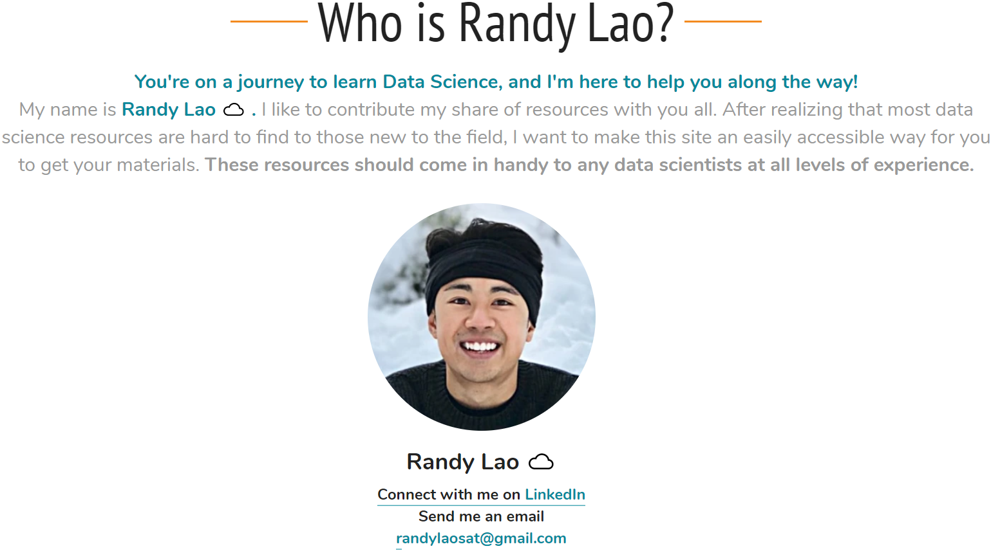 Who is Randy Lao?
You're on a journey to learn Data Science, and I'm here to help you along the way!
My name is Randy Lao . I like to contribute my share of resources with you all. After realizing that most data
science resources are hard to find to those new to the field, I want to make this site an easily accessible way for you
to get your materials. These resources should come in handy to any data scientists at all levels of experience.
Randy Lao
Connect with me on LinkedIn
Send me an email
randylaosat@gmail.com